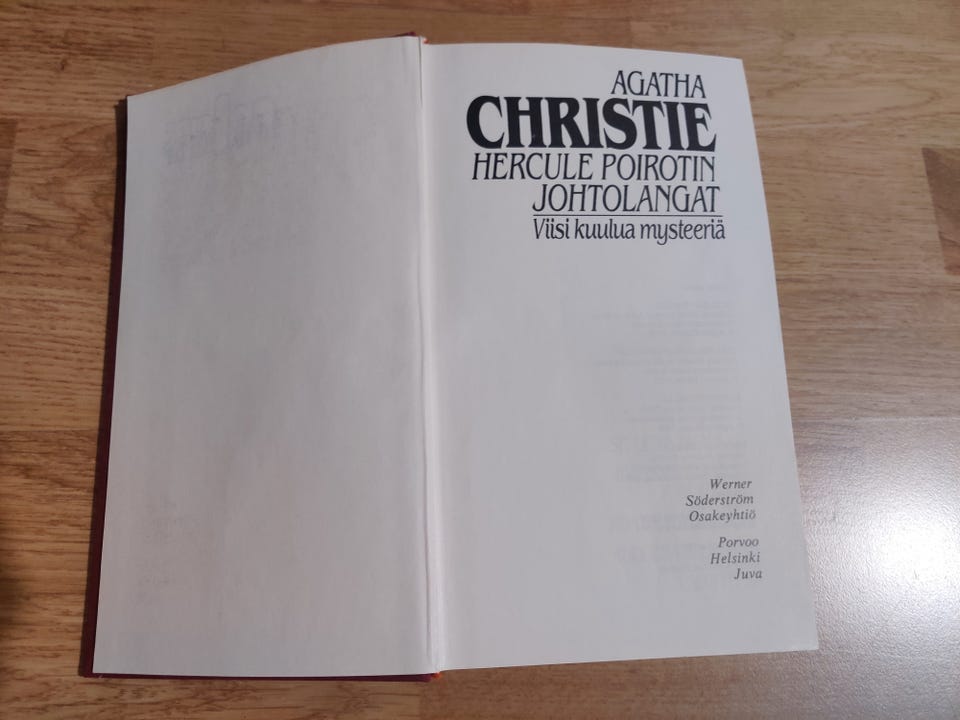 AGATHA
CHRISTIE
HERCULE POIROTIN
JOHTOLANGAT
Viisi kuulua mysteeriä
Werner
Söderström
Osakeyhtiö
Porvoo
Helsinki
Juva